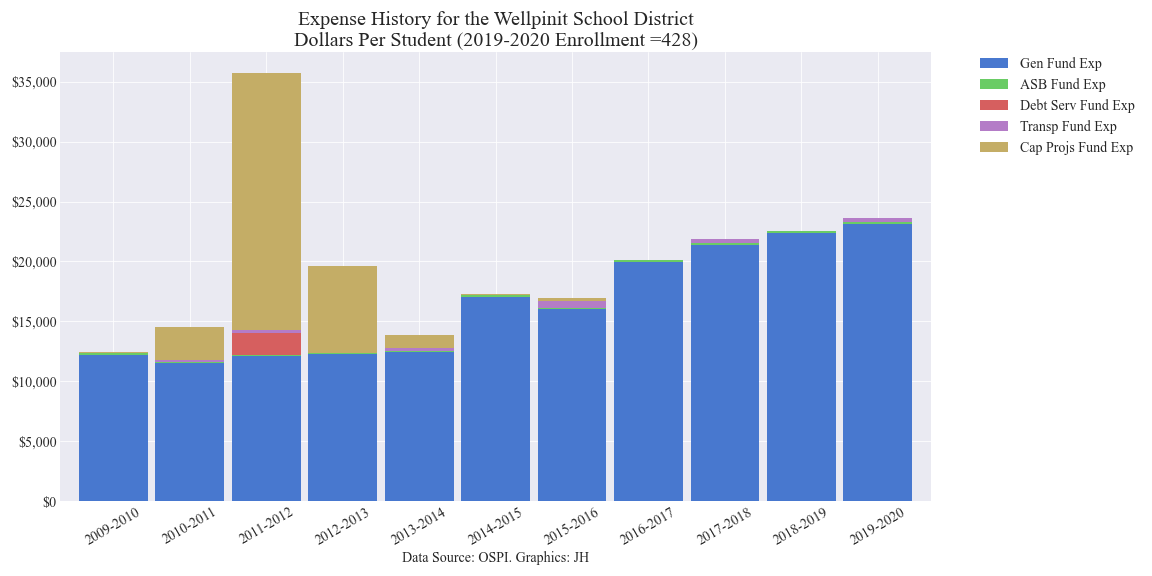 Expense History for the Wellpinit School District
Dollars Per Student (2019-2020 Enrollment =428)
Gen Fund Exp
ASB Fund Exp
Debt Serv Fund Exp
Transp Fund Exp
Cap Projs Fund Exp
$35,000
$30,000
$25,000
$20,000
$15,000
$10,000
$5,000
$0
2009-2010
2010-2011
2011-2012
2012-2013
2013-2014
2014-2015
2015-2016
2016-2017
2017-2018
2018-2019
2019-2020
Data Source: OSPI. Graphics: JH